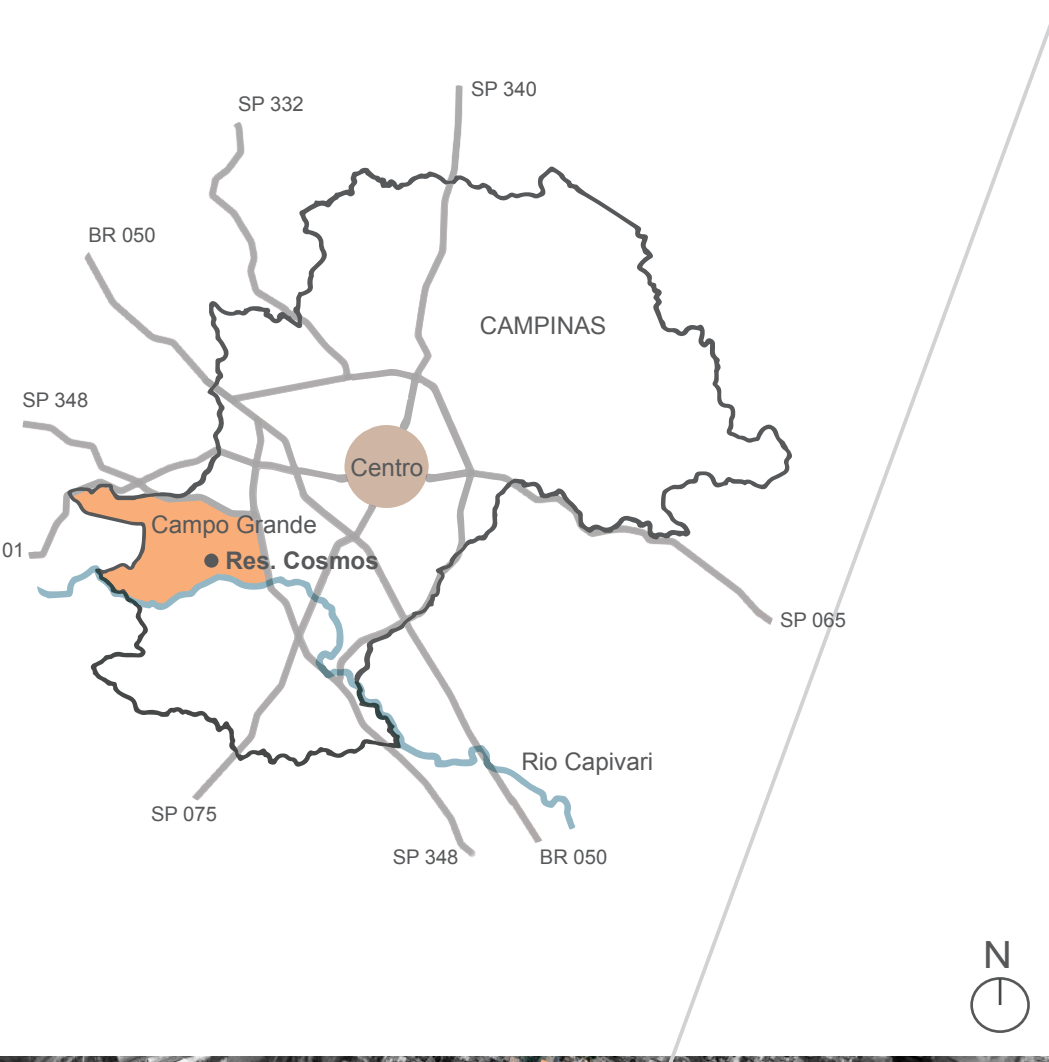 SP 340
SP 332
BR 050
CAMPINAS
SP 348
Centro
Campo Grande
01
Res. Cosmos
SP 065
Rio Capivari
SP 075
SP 348
BR 050
N